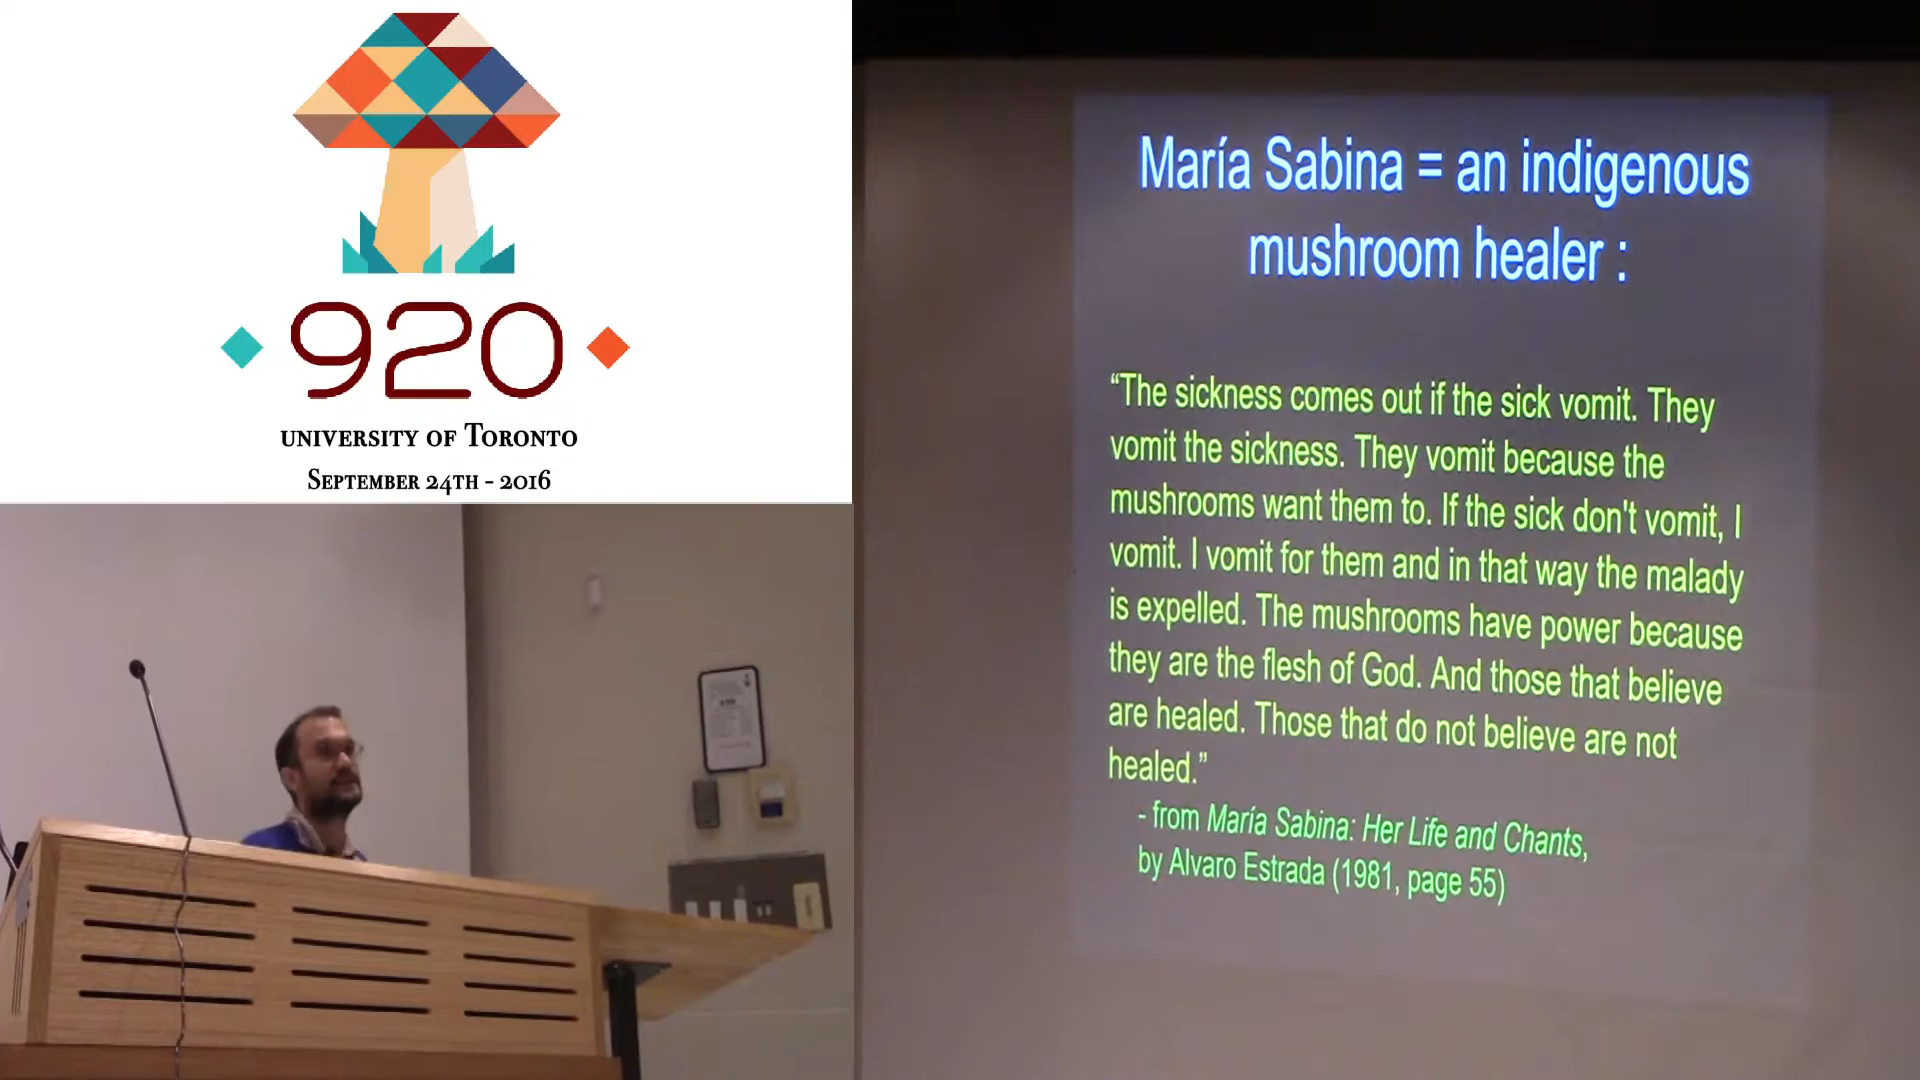 920
UNIVERSITY OF TORONTO
SEPTEMBER 24TH - 2016
María Sabina = an indigenous
mushroom healer :
“The sickness comes out if the sick vomit. They
vomit the sickness. They vomit because the
mushrooms want them to. If the sick don't vomit, I
vomit. I vomit for them and in that way the malady
is expelled. The mushrooms have power because
they are the flesh of God. And those that believe
are healed. Those that do not believe are not
healed.”
- from María Sabina: Her Life and Chants,
by Alvaro Estrada (1981, page 55)